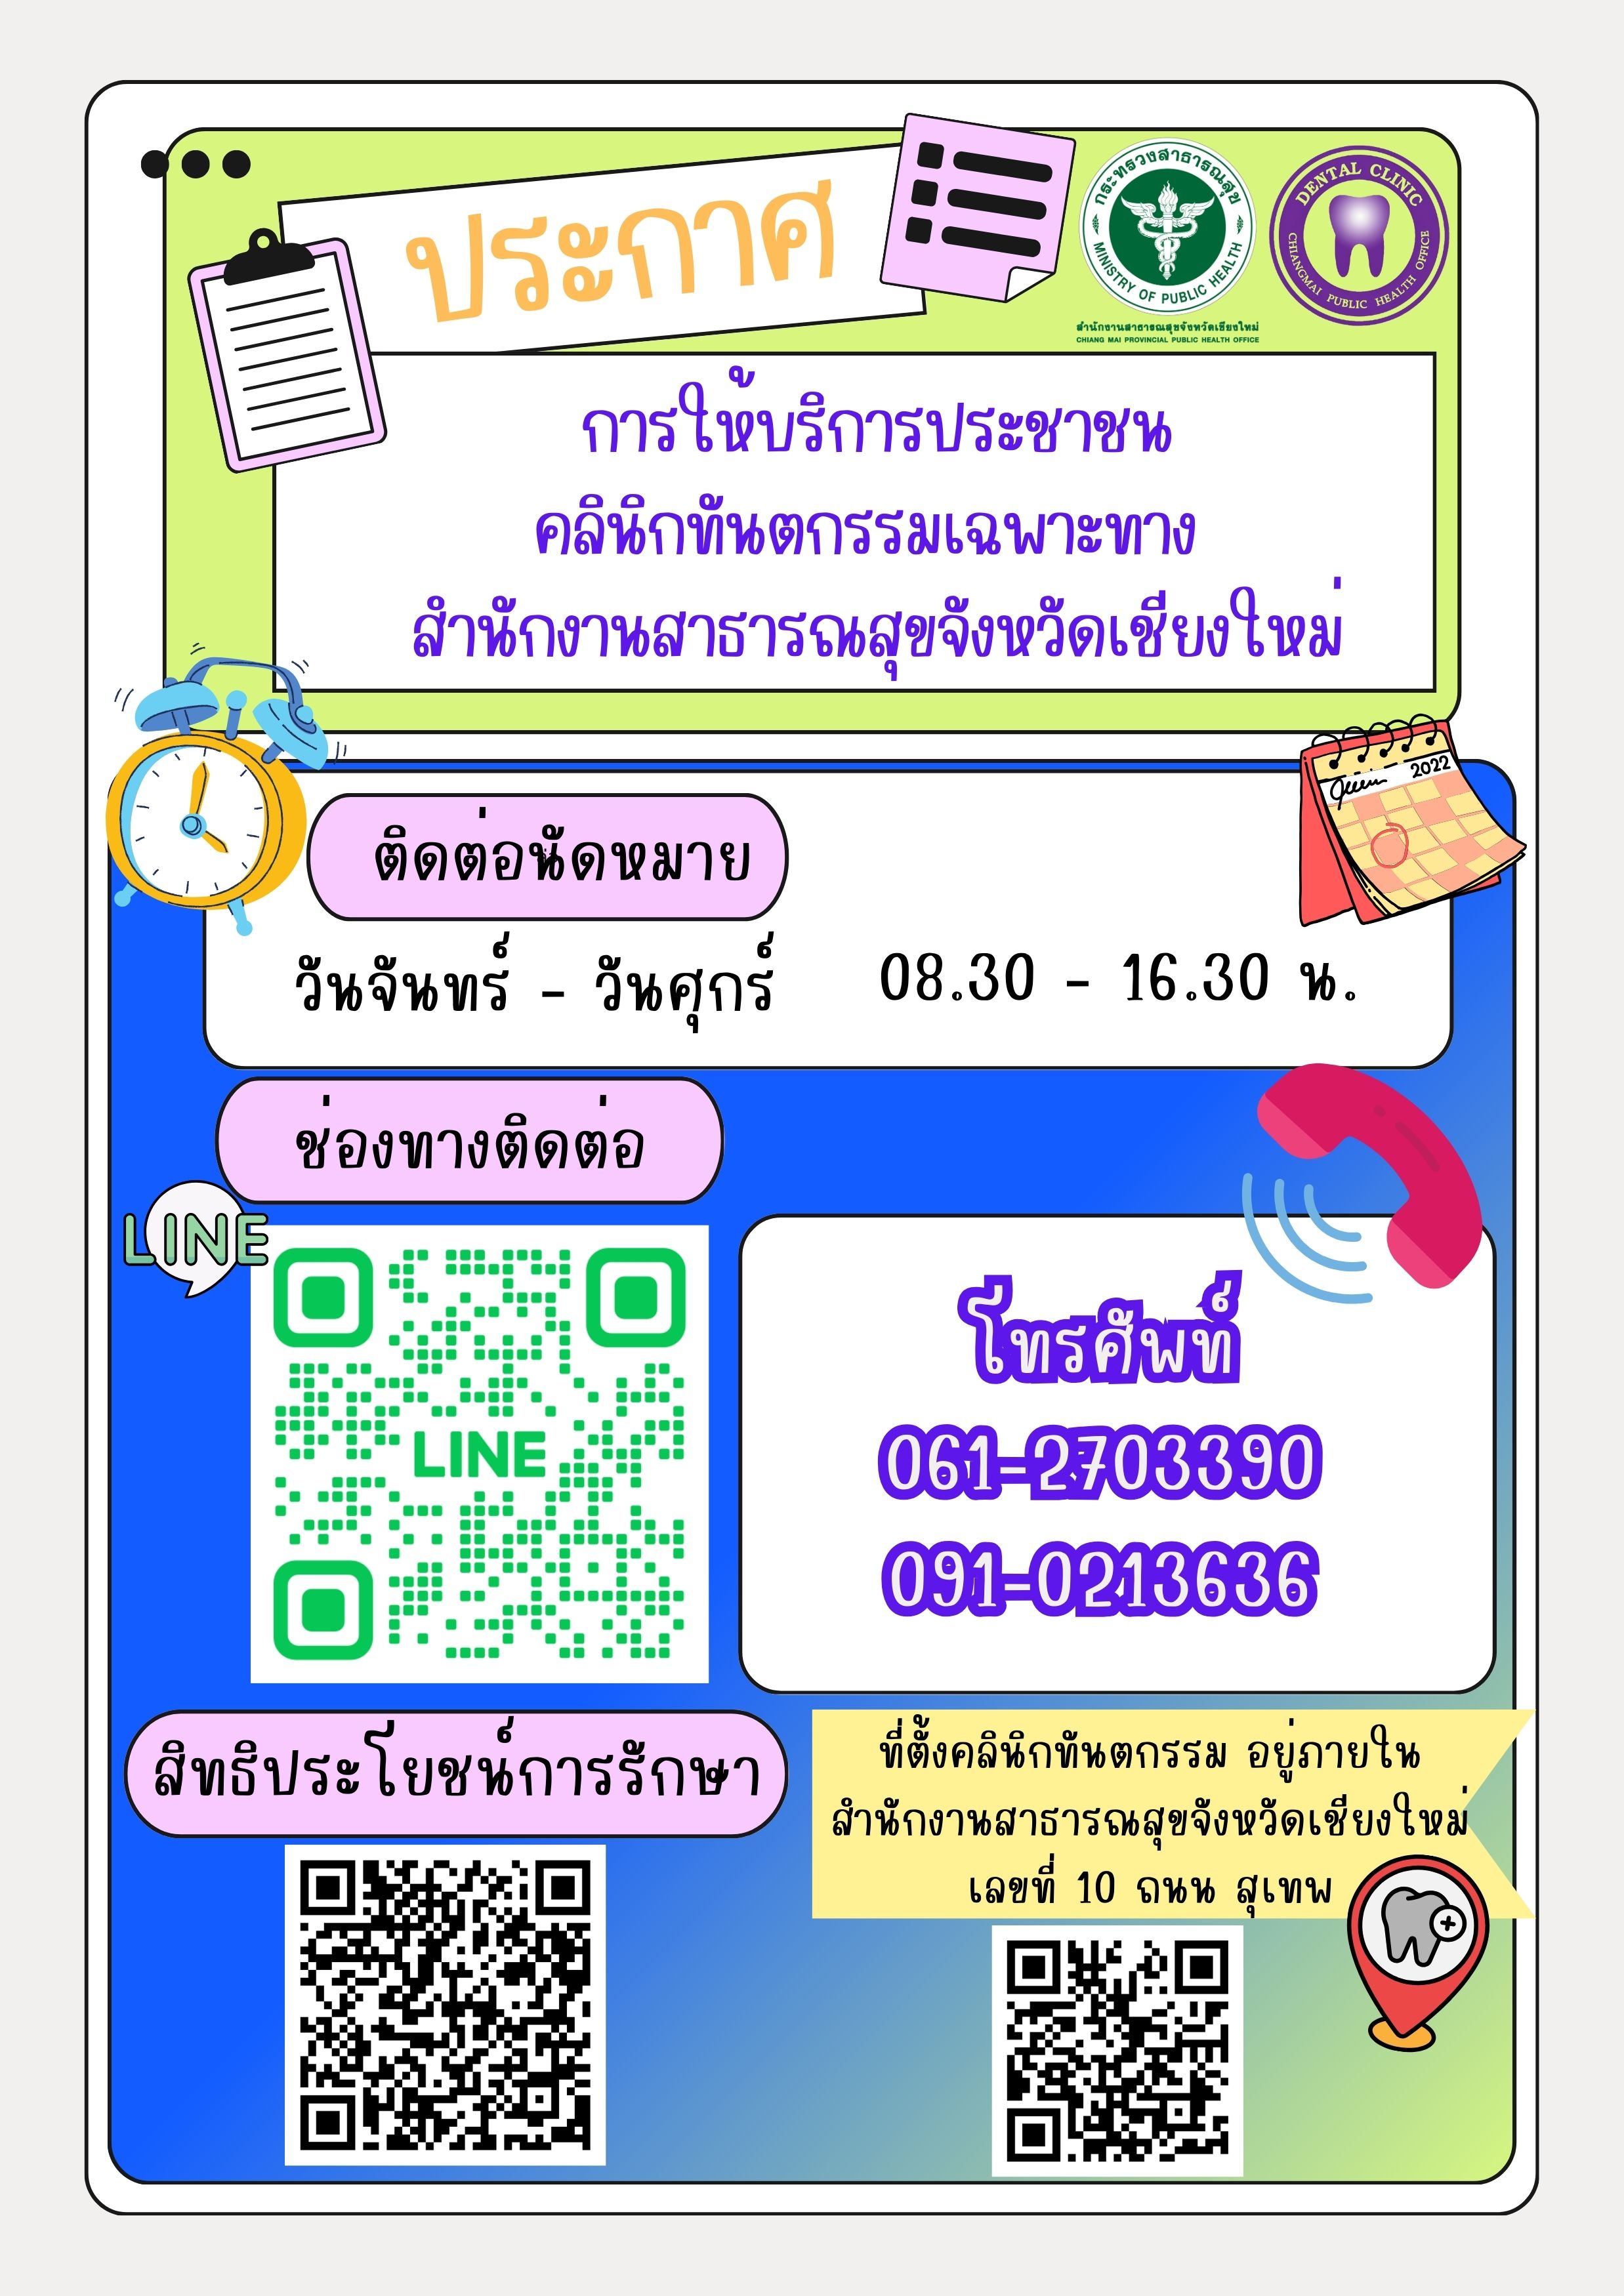 ประกาศ
กระทรวงสาธารณสุข
MINISTRY OF PUBLIC HEALTH
สำนักงานสาธารณสุขจังหวัดเชียงใหม่
CHIANG MAI PROVINCIAL PUBLIC HEALTH OFFICE
DENTAL CLINIC
CHIANGMAI PUBLIC HEALTH OFFICE
การให้บริการประชาชน
คลินิกทันตกรรมเฉพาะทาง
สำนักงานสาธารณสุขจังหวัดเชียงใหม่
2022
ติดต่อนัดหมาย
วันจันทร์ - วันศุกร์ 08.30 - 16.30 น.
ช่องทางติดต่อ
LINE
LINE
โทรศัพท์
061-2703390
091-0213636
สิทธิประโยชน์การรักษา
ที่ตั้งคลินิกทันตกรรม อยู่ภายใน
สำนักงานสาธารณสุขจังหวัดเชียงใหม่
เลขที่ 10 ถนน สุเทพ